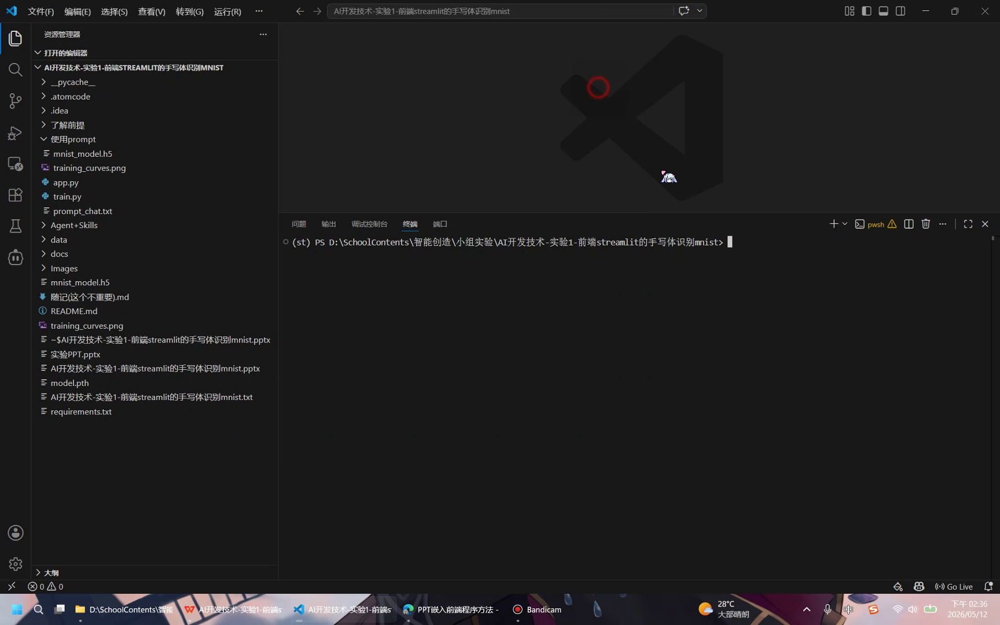 文件(F) 编辑(E) 选择(S) 查看(V) 转到(G) 运行(R) ··· AI开发技术-实验1-前端streamlit的手写体识别mnist
资源管理器
打开的编辑器
AI开发技术-实验1-前端STREAMLIT的手写体识别MNIST
__pycache__
.atomcode
.idea
了解前提
使用prompt
mnist_model.h5
training_curves.png
app.py
train.py
prompt_chat.txt
Agent+Skills
data
docs
Images
mnist_model.h5
随记(这个不重要).md
README.md
training_curves.png
~$AI开发技术-实验1-前端streamlit的手写体识别mnist.pptx
实验PPT.pptx
AI开发技术-实验1-前端streamlit的手写体识别mnist.pptx
model.pth
AI开发技术-实验1-前端streamlit的手写体识别mnist.txt
requirements.txt
大纲
问题 输出 调试控制台 终端 端口 pwsh
(st) PS D:\SchoolContents\智能创造\小组实验\AI开发技术-实验1-前端streamlit的手写体识别mnist>
0 0 Go Live
D:\SchoolContents\智能 AI开发技术-实验1-前端s AI开发技术-实验1-前端s PPT嵌入前端程序方法 - Bandicam
28°C
大部晴朗
中
下午 02:36
2026/05/12